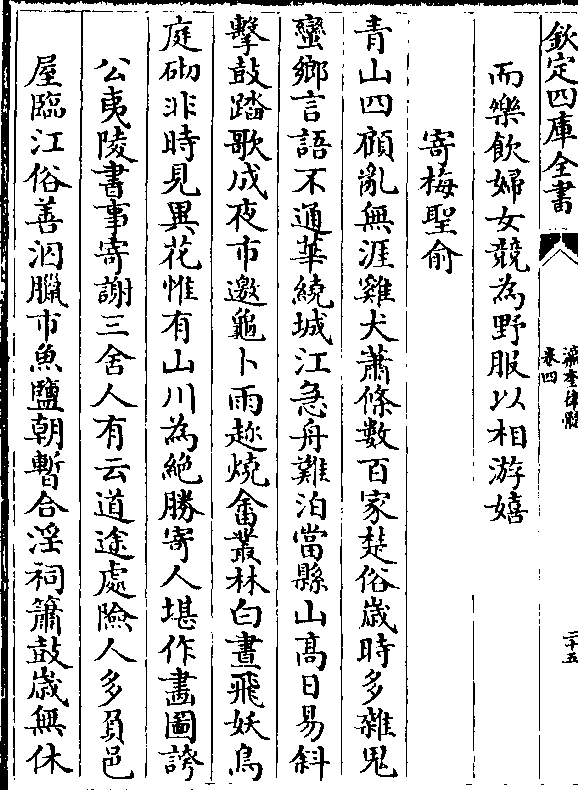 欽定四庫全書
瀛奎律髓
卷四
二十五
而樂飲婦女競為野服以相游嬉
寄梅聖俞
青山四顧亂無涯雞犬蕭條數百家楚俗歲時多雜鬼
蠻鄉言語不通華繞城江急舟難泊當縣山高日易斜
擊鼓踏歌成夜市邀龜卜雨趂燒畬叢林白晝飛妖鳥
庭砌非時見異花惟有山川為絶勝寄人堪作畫圖誇
公夷陵書事寄謝三舍人有云道途處險人多負邑
屋臨江俗善泅臘市魚鹽朝暫合淫祠簫鼓歲無休